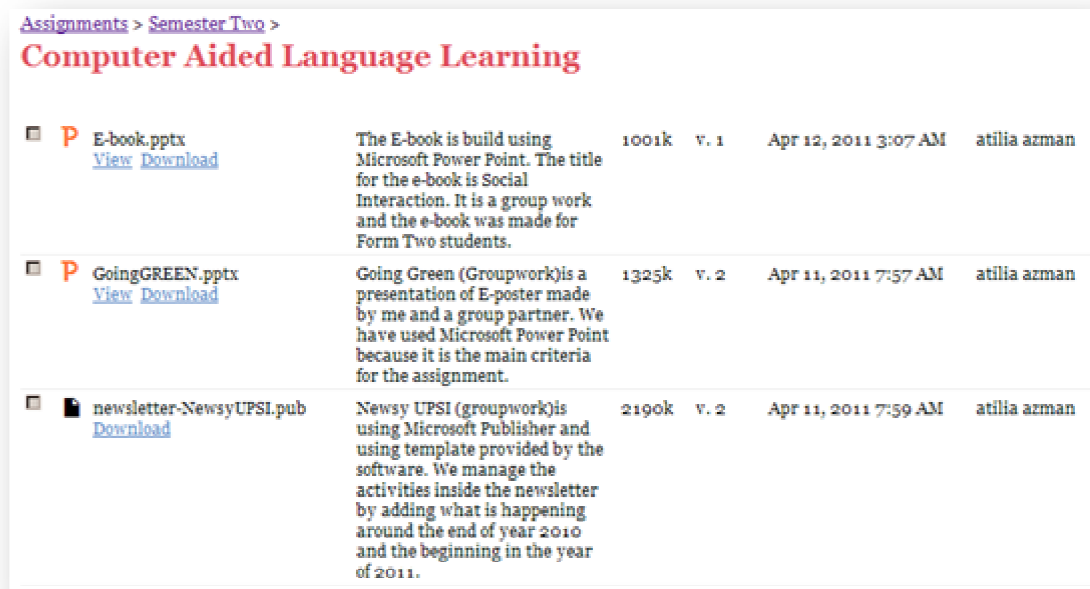 Assignments > Semester Two >
Computer Aided Language Learning
E-book.pptx
View Download
The E-book is build using
Microsoft Power Point. The title
for the e-book is Social
Interaction. It is a group work
and the e-book was made for
Form Two students.
1001k v. 1 Apr 12, 2011 3:07 AM atilia azman
GoingGREEN.pptx
View Download
Going Green (Groupwork)is a
presentation of E-poster made
by me and a group partner. We
have used Microsoft Power Point
because it is the main criteria
for the assignment.
1325k v. 2 Apr 11, 2011 7:57 AM atilia azman
newsletter-NewsyUPSI.pub
Download
Newsy UPSI (groupwork)is
using Microsoft Publisher and
using template provided by the
software. We manage the
activities inside the newsletter
by adding what is happening
around the end of year 2010
and the beginning in the year
of 2011.
2190k v. 2 Apr 11, 2011 7:59 AM atilia azman